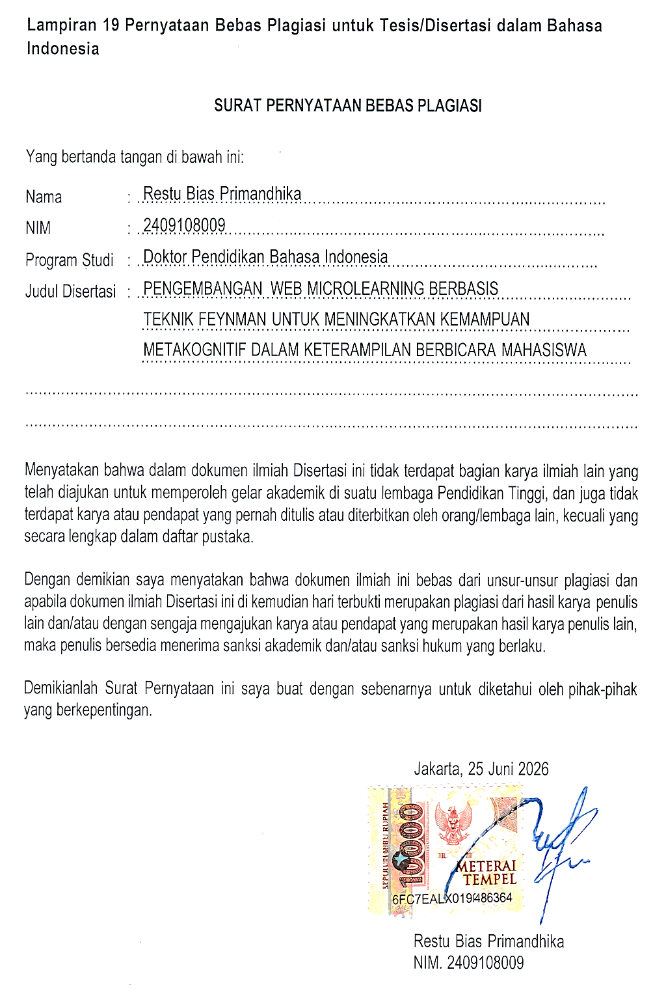 Lampiran 19 Pernyataan Bebas Plagiasi untuk Tesis/Disertasi dalam Bahasa
Indonesia
SURAT PERNYATAAN BEBAS PLAGIASI
Yang bertanda tangan di bawah ini:
Nama : Restu Bias Primandhika
NIM : 2409108009
Program Studi : Doktor Pendidikan Bahasa Indonesia
Judul Disertasi : PENGEMBANGAN WEB MICROLEARNING BERBASIS
TEKNIK FEYNMAN UNTUK MENINGKATKAN KEMAMPUAN
METAKOGNITIF DALAM KETERAMPILAN BERBICARA MAHASISWA
Menyatakan bahwa dalam dokumen ilmiah Disertasi ini tidak terdapat bagian karya ilmiah lain yang
telah diajukan untuk memperoleh gelar akademik di suatu lembaga Pendidikan Tinggi, dan juga tidak
terdapat karya atau pendapat yang pernah ditulis atau diterbitkan oleh orang/lembaga lain, kecuali yang
secara lengkap dalam daftar pustaka.
Dengan demikian saya menyatakan bahwa dokumen ilmiah ini bebas dari unsur-unsur plagiasi dan
apabila dokumen ilmiah Disertasi ini di kemudian hari terbukti merupakan plagiasi dari hasil karya penulis
lain dan/atau dengan sengaja mengajukan karya atau pendapat yang merupakan hasil karya penulis lain,
maka penulis bersedia menerima sanksi akademik dan/atau sanksi hukum yang berlaku.
Demikianlah Surat Pernyataan ini saya buat dengan sebenarnya untuk diketahui oleh pihak-pihak
yang berkepentingan.
Jakarta, 25 Juni 2026
SEPULUH RIBU RUPIAH
10000
METERAI
TEMPEL
Restu Bias Primandhika
NIM. 2409108009